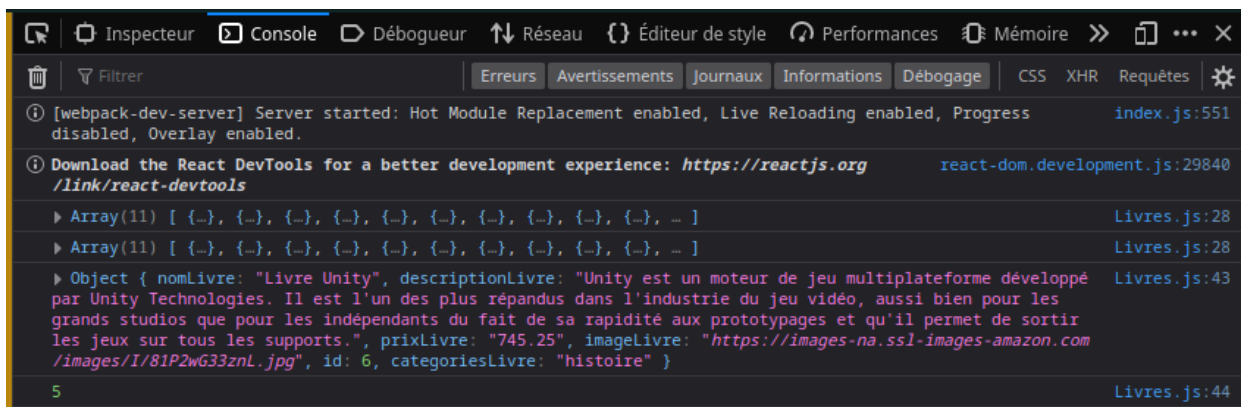 Inspecteur Console Débogueur Réseau {} Éditeur de style Performances Mémoire
Filtrer Erreurs Avertissements Journaux Informations Débogage CSS XHR Requêtes
[webpack-dev-server] Server started: Hot Module Replacement enabled, Live Reloading enabled, Progress index.js:551
disabled, Overlay enabled.
Download the React DevTools for a better development experience: https://reactjs.org react-dom.development.js:29840
/link/react-devtools
Array(11) [ {…}, {…}, {…}, {…}, {…}, {…}, {…}, {…}, {…}, {…}, … ] Livres.js:28
Array(11) [ {…}, {…}, {…}, {…}, {…}, {…}, {…}, {…}, {…}, {…}, … ] Livres.js:28
Object { nomLivre: "Livre Unity", descriptionLivre: "Unity est un moteur de jeu multiplateforme développé Livres.js:43
par Unity Technologies. Il est l'un des plus répandus dans l'industrie du jeu vidéo, aussi bien pour les
grands studios que pour les indépendants du fait de sa rapidité aux prototypages et qu'il permet de sortir
les jeux sur tous les supports.", prixLivre: "745.25", imageLivre: "https://images-na.ssl-images-amazon.com
/images/I/81P2wG33znL.jpg", id: 6, categoriesLivre: "histoire" }
5 Livres.js:44